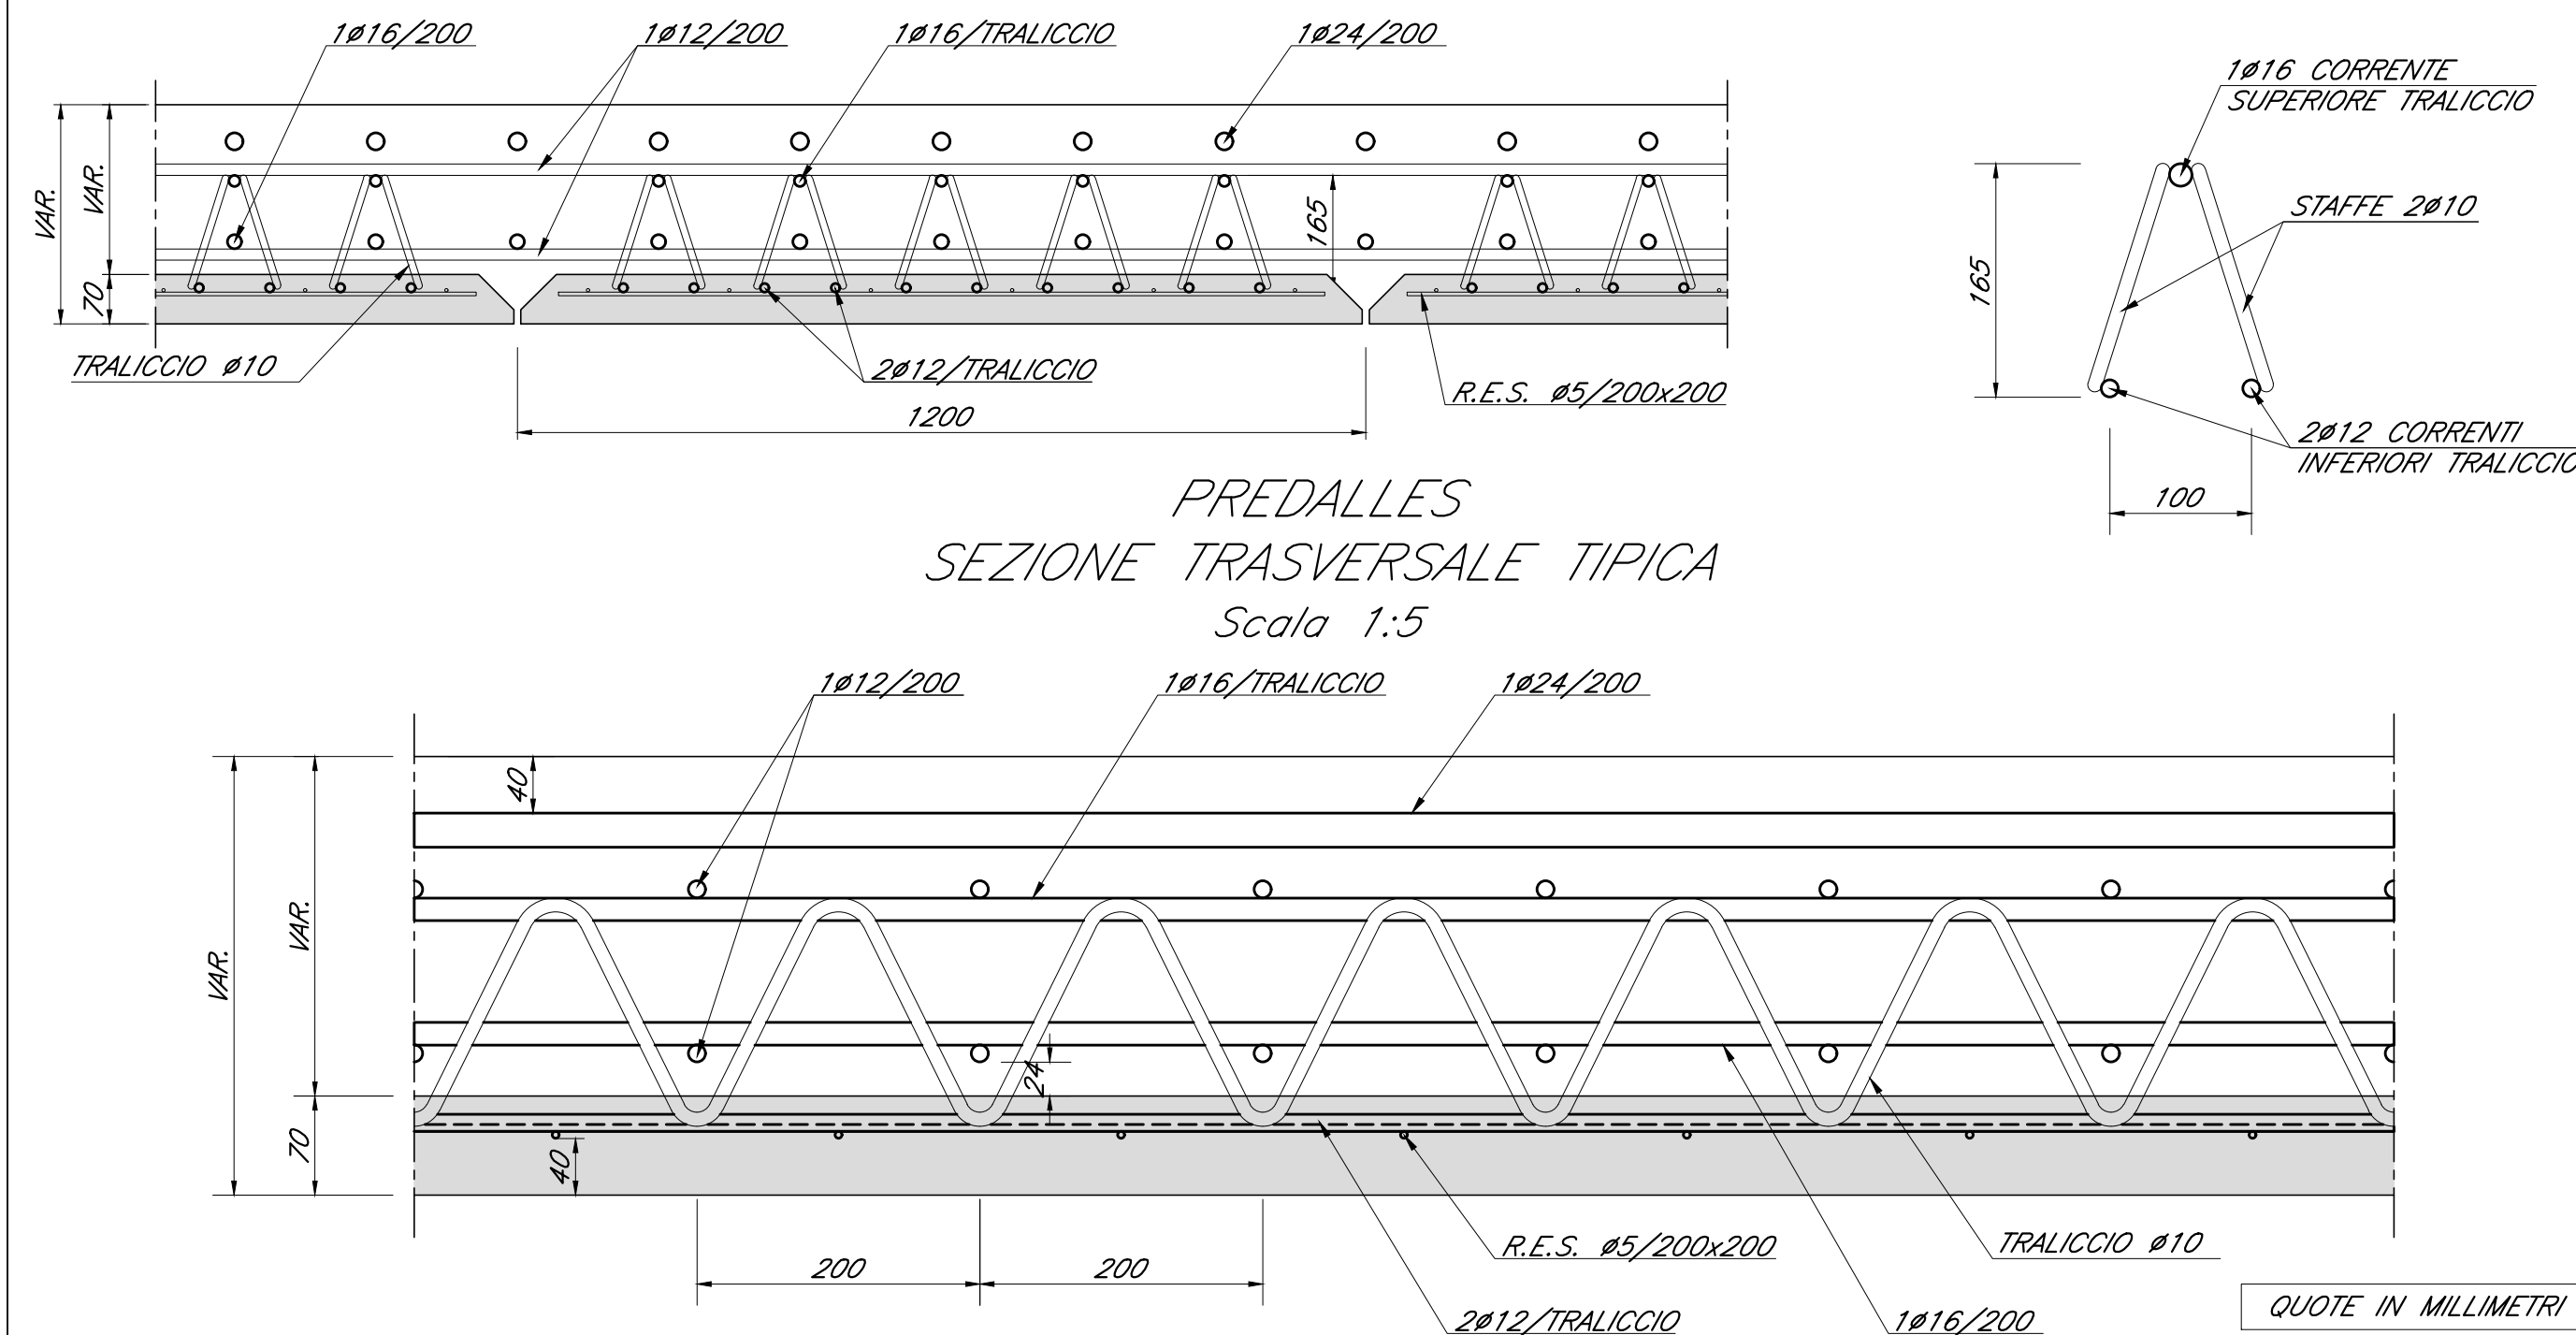 1ø16/200
1ø12/200
1ø16/TRALICCIO
1ø24/200
VAR.
VAR.
70
165
TRALICCIO ø10
2ø12/TRALICCIO
R.E.S. ø5/200x200
1200
1ø16 CORRENTE
SUPERIORE TRALICCIO
STAFFE 2ø10
165
2ø12 CORRENTI
INFERIORI TRALICCIO
100
PREDALLES
SEZIONE TRASVERSALE TIPICA
Scala 1:5
1ø12/200
1ø16/TRALICCIO
1ø24/200
40
VAR.
VAR.
24
70
40
200
200
R.E.S. ø5/200x200
TRALICCIO ø10
2ø12/TRALICCIO
1ø16/200
QUOTE IN MILLIMETRI